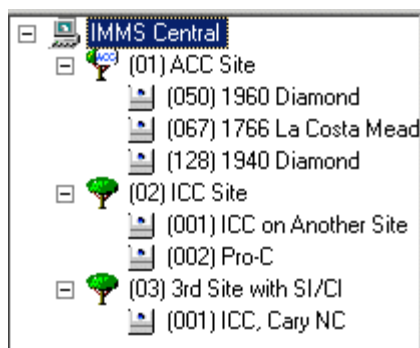 IMMS Central
ACC
(01) ACC Site
(050) 1960 Diamond
(067) 1766 La Costa Mead
(128) 1940 Diamond
(02) ICC Site
(001) ICC on Another Site
(002) Pro-C
(03) 3rd Site with SI/CI
(001) ICC, Cary NC